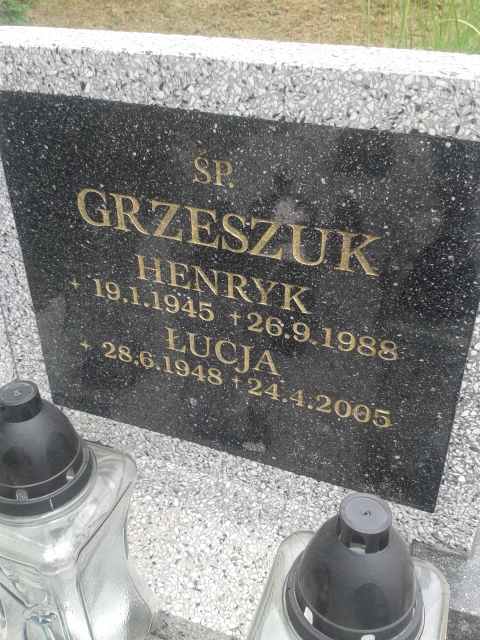 ŚP.
GRZESZUK
HENRYK
+ 19.1.1945 †26.9.1988
ŁUCJA
+ 28.6.1948 †24.4.2005